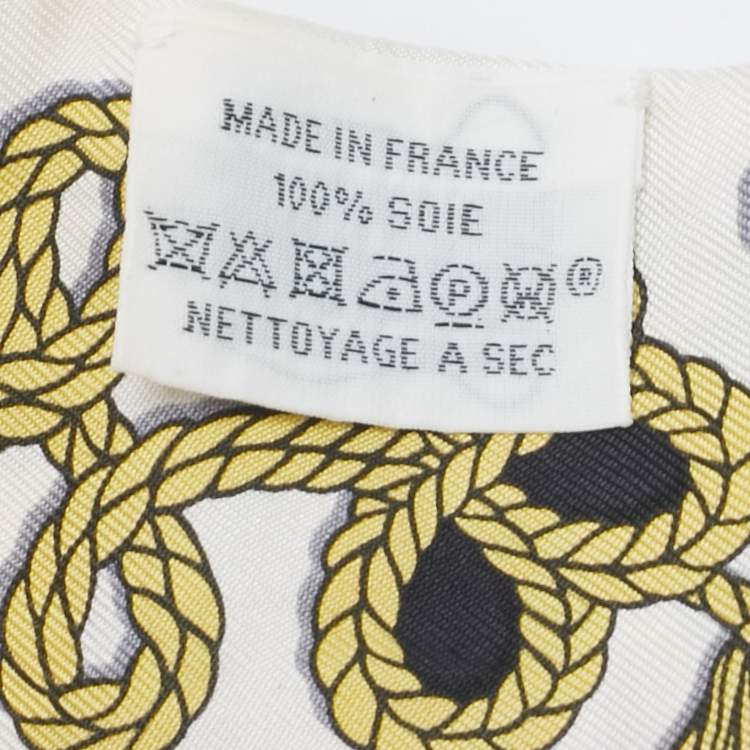 MADE IN FRANCE
100% SOIE
P ®
NETTOYAGE A SEC